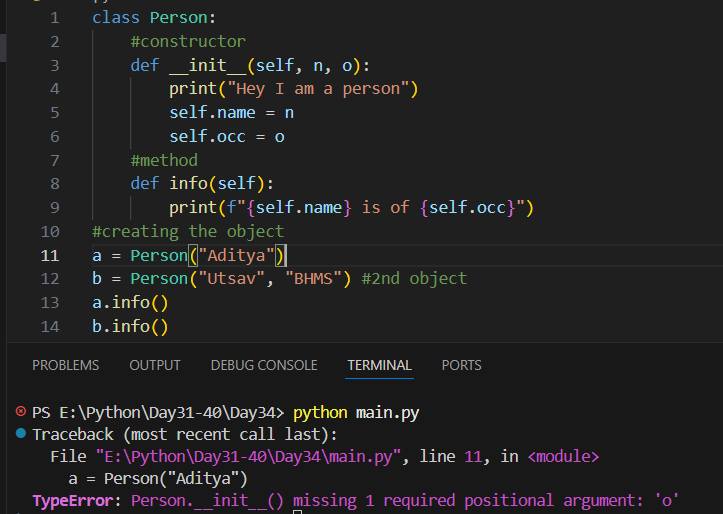 1 class Person:
2     #constructor
3     def __init__(self, n, o):
4         print("Hey I am a person")
5         self.name = n
6         self.occ = o
7     #method
8     def info(self):
9         print(f"{self.name} is of {self.occ}")
10 #creating the object
11 a = Person("Aditya")
12 b = Person("Utsav", "BHMS") #2nd object
13 a.info()
14 b.info()
PROBLEMS OUTPUT DEBUG CONSOLE TERMINAL PORTS
PS E:\Python\Day31-40\Day34> python main.py
Traceback (most recent call last):
  File "E:\Python\Day31-40\Day34\main.py", line 11, in <module>
    a = Person("Aditya")
TypeError: Person.__init__() missing 1 required positional argument: 'o'